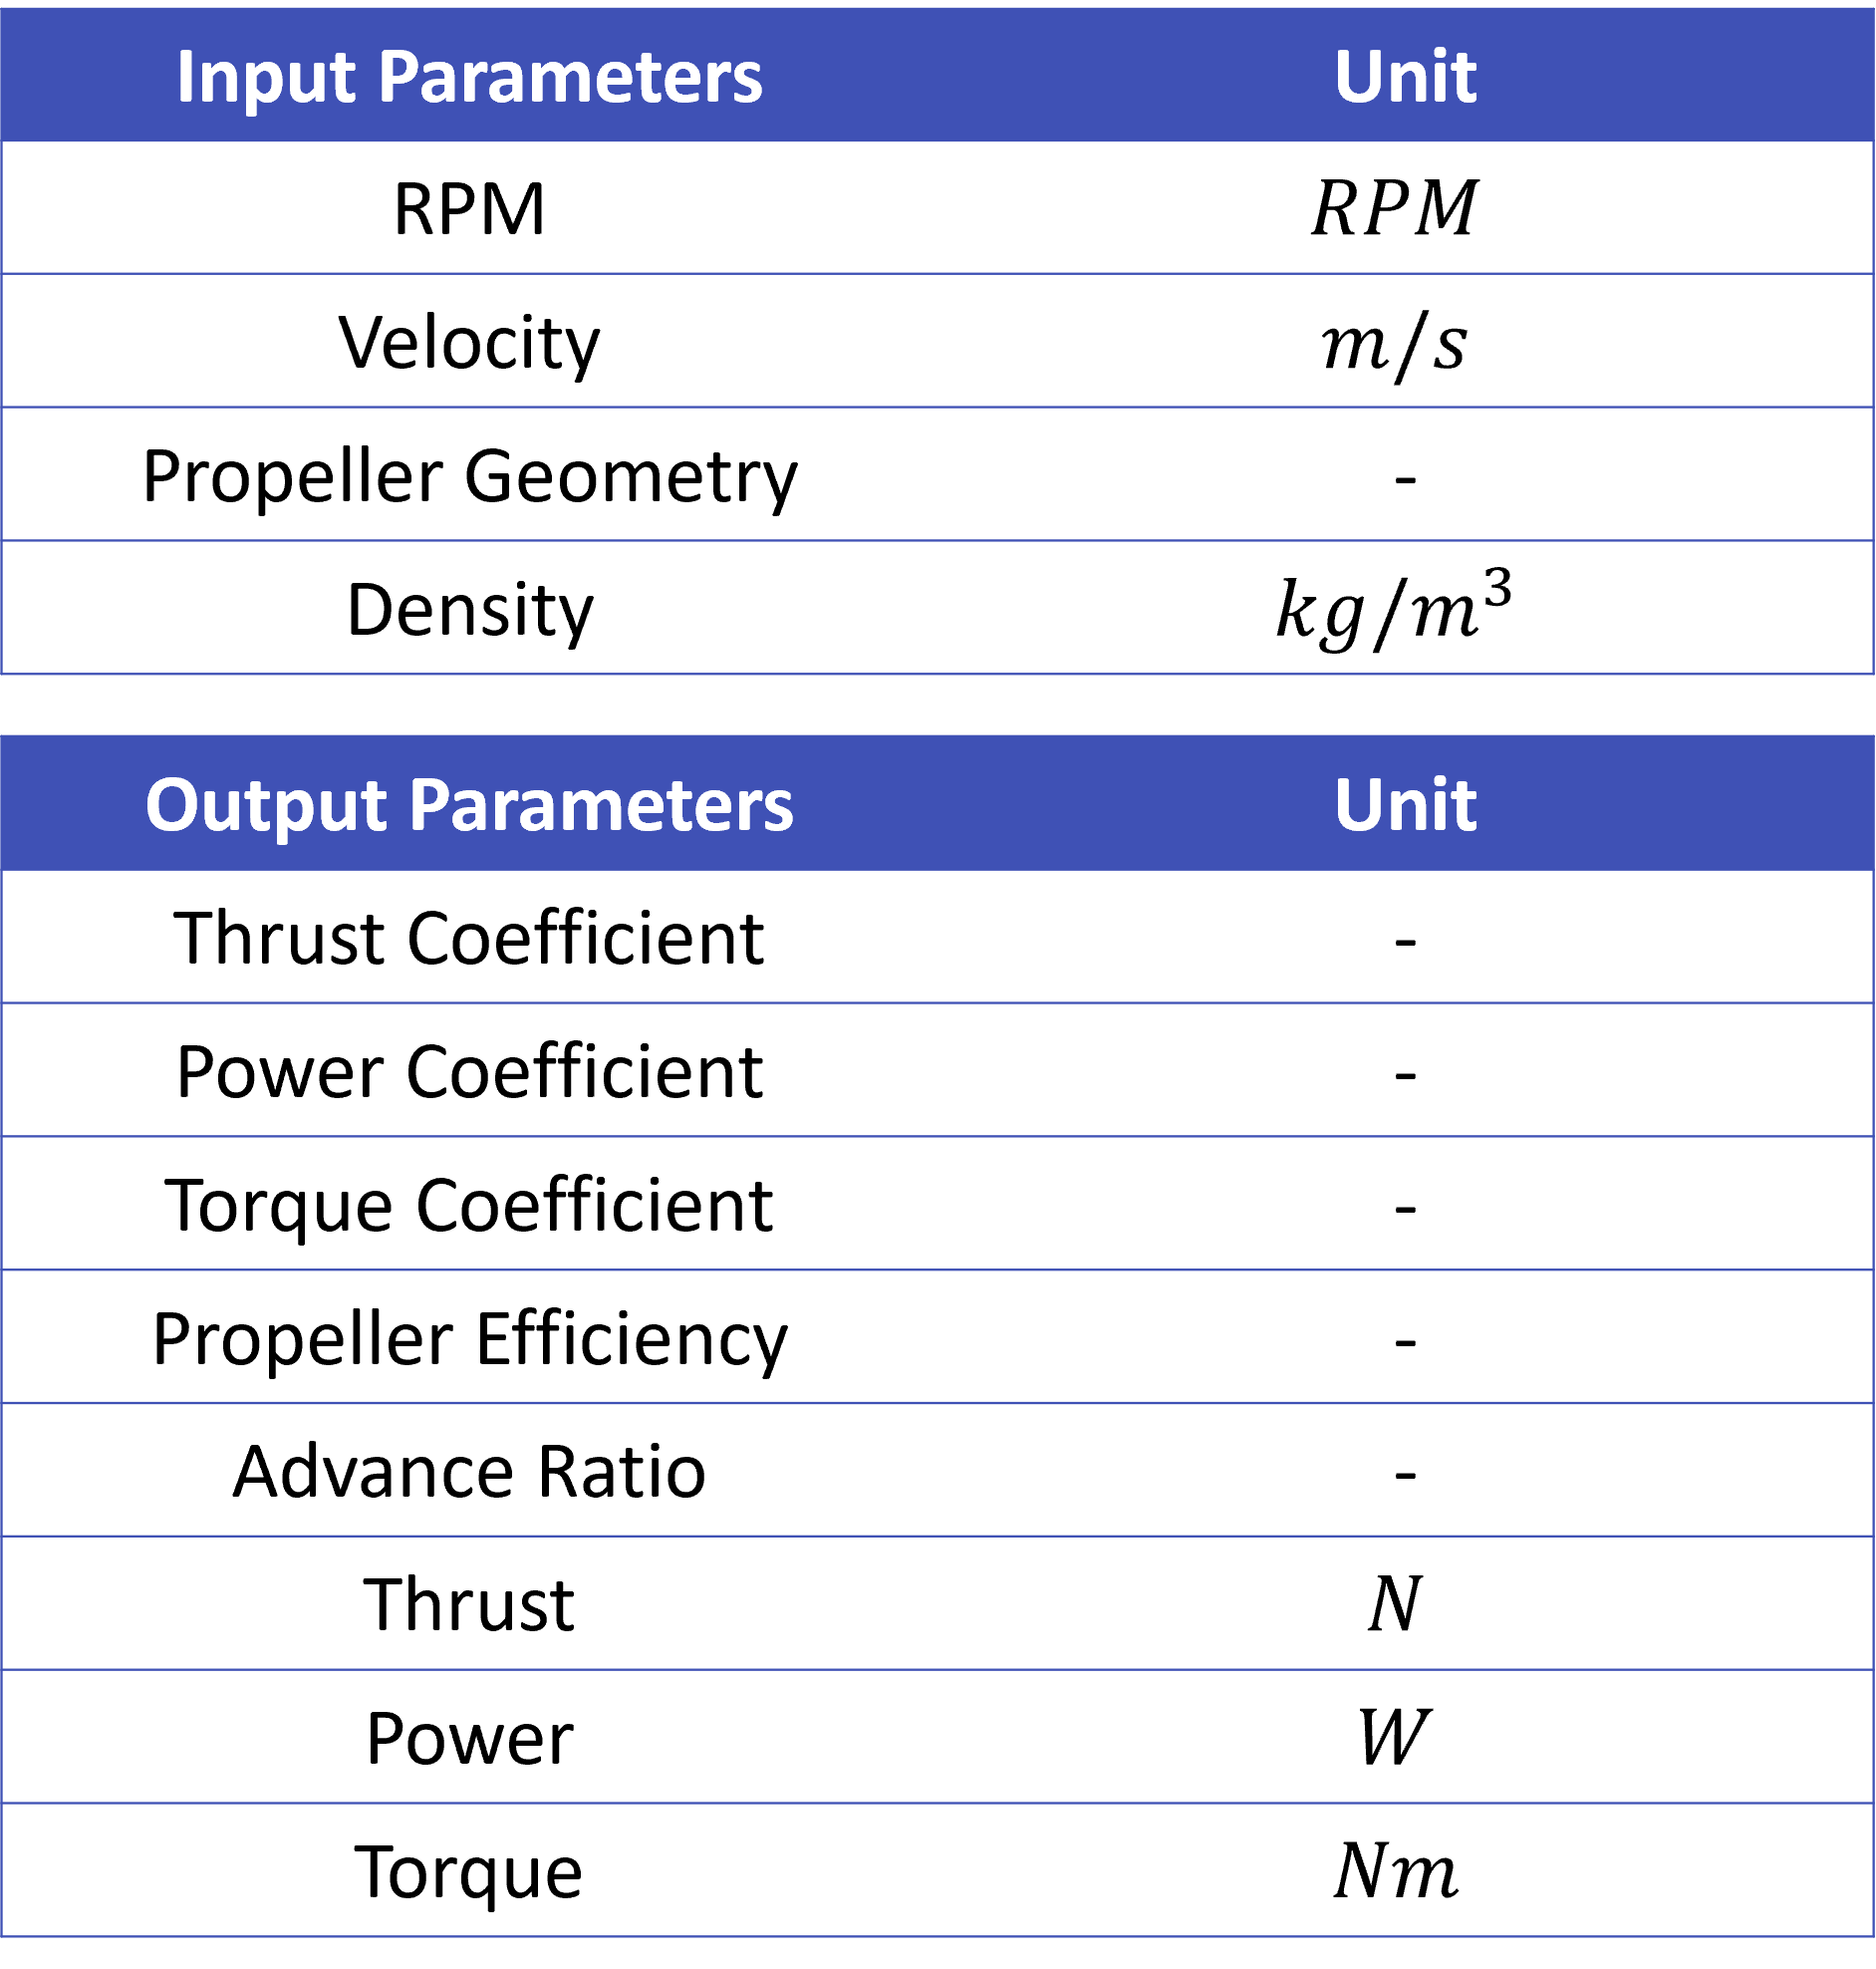 Input Parameters Unit
RPM RPM
Velocity m/s
Propeller Geometry -
Density kg/m³
Output Parameters Unit
Thrust Coefficient -
Power Coefficient -
Torque Coefficient -
Propeller Efficiency -
Advance Ratio -
Thrust N
Power W
Torque Nm